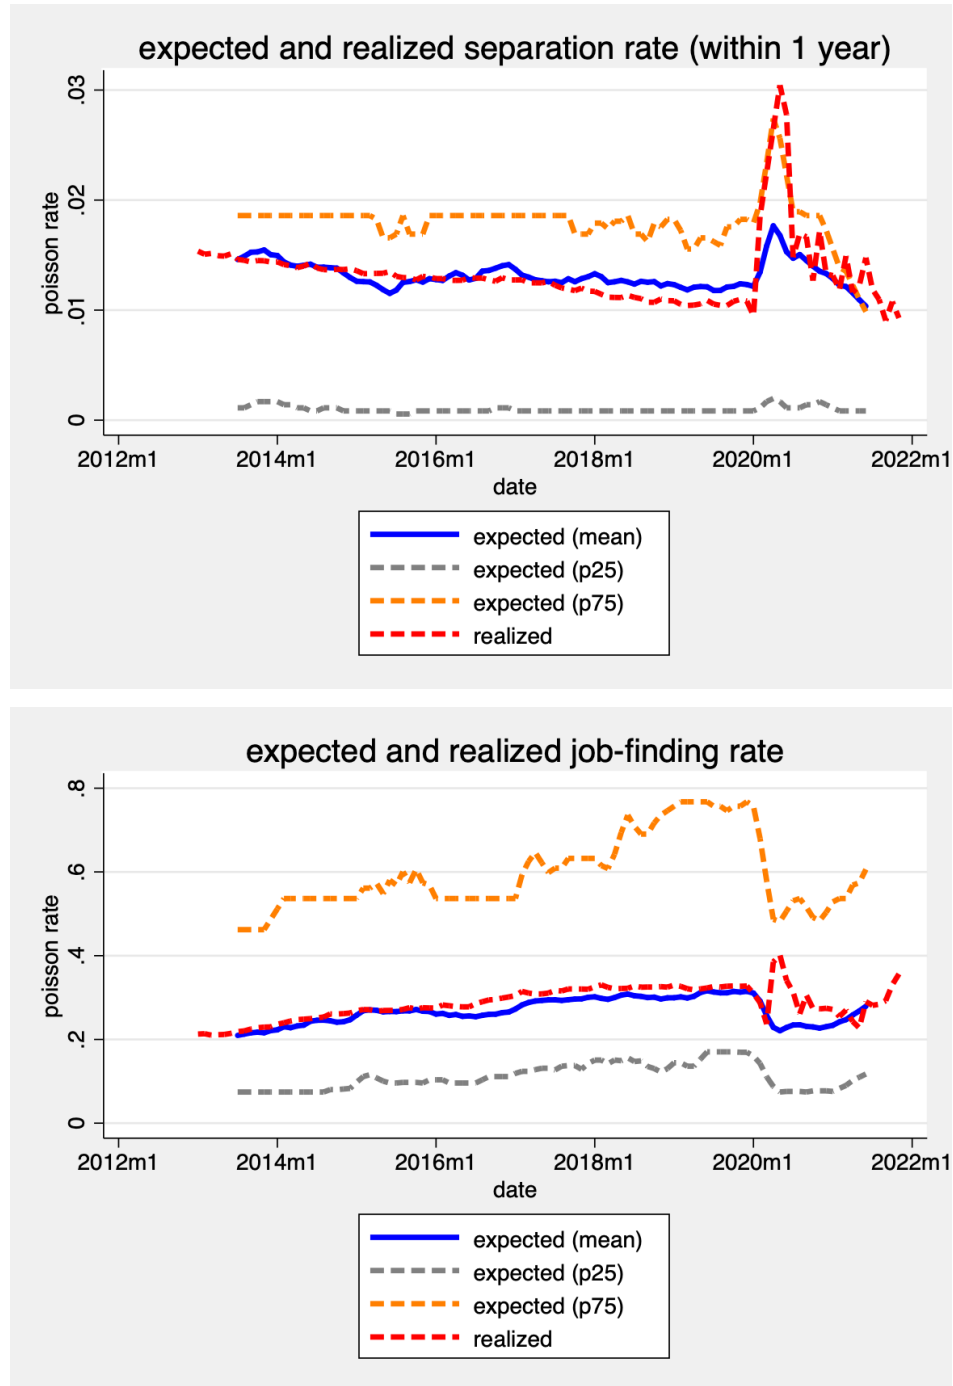 expected and realized separation rate (within 1 year)
poisson rate
.03
.02
.01
0
2012m1 2014m1 2016m1 2018m1 2020m1 2022m1
date
expected (mean)
expected (p25)
expected (p75)
realized
expected and realized job-finding rate
poisson rate
.8
.6
.4
.2
0
2012m1 2014m1 2016m1 2018m1 2020m1 2022m1
date
expected (mean)
expected (p25)
expected (p75)
realized